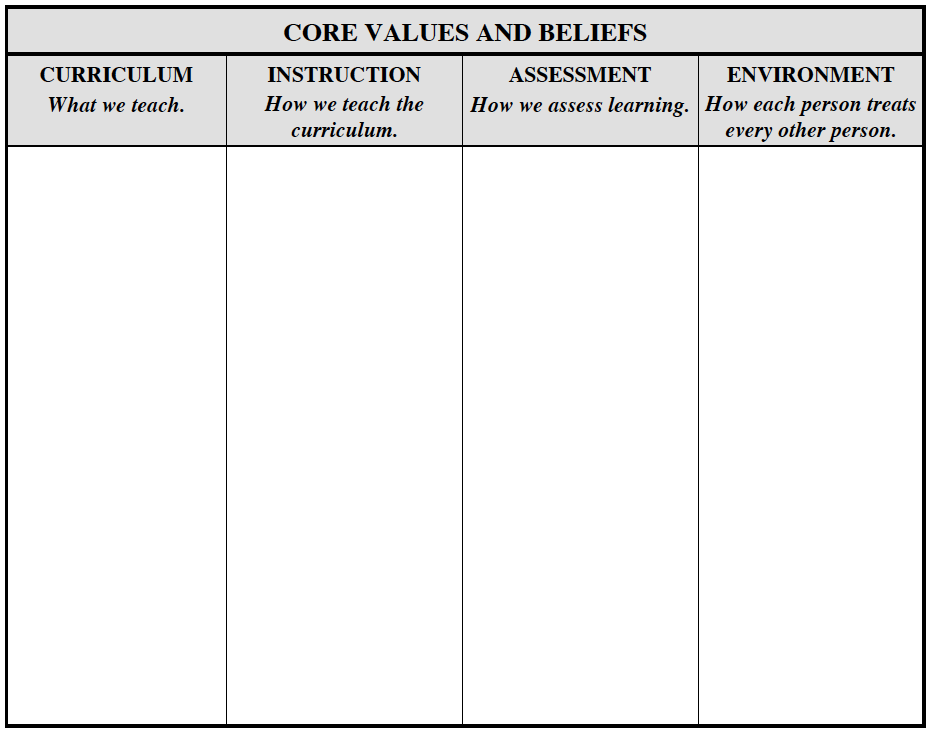 CORE VALUES AND BELIEFS
CURRICULUM
What we teach.
INSTRUCTION
How we teach the
curriculum.
ASSESSMENT
How we assess learning.
ENVIRONMENT
How each person treats
every other person.